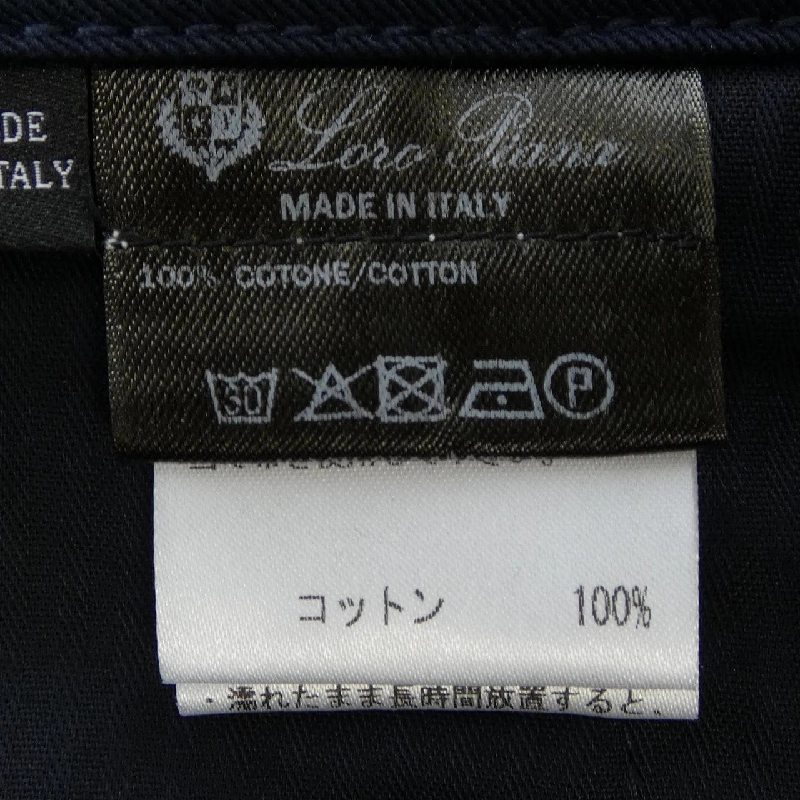 DE
TALY
Loro Piana
MADE IN ITALY
100% COTONE/COTTON
30
P
コットン 100%
・濡れたまま長時間放置すると、